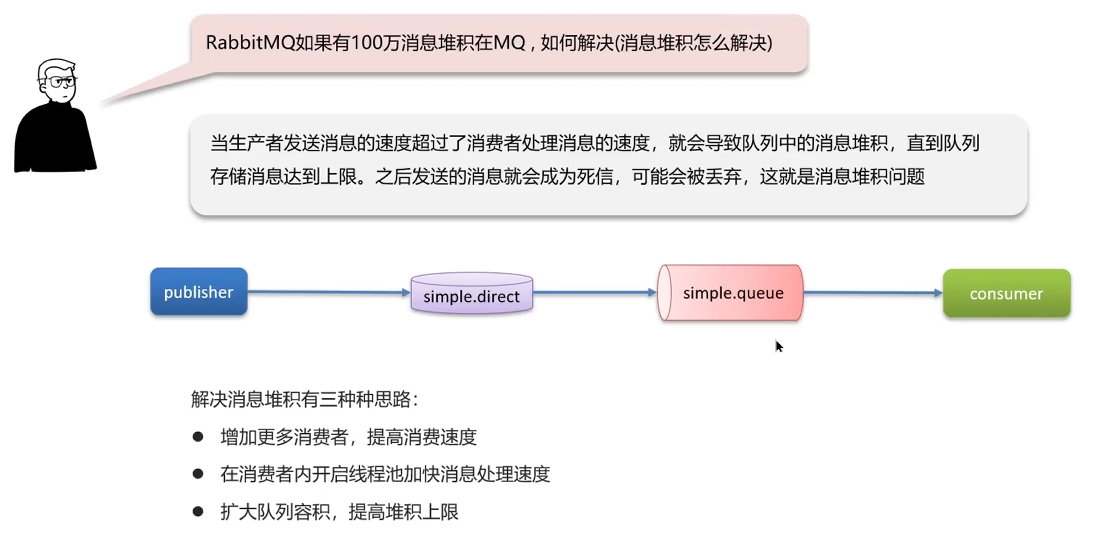 RabbitMQ如果有100万消息堆积在MQ , 如何解决(消息堆积怎么解决)
当生产者发送消息的速度超过了消费者处理消息的速度，就会导致队列中的消息堆积，直到队列
存储消息达到上限。之后发送的消息就会成为死信，可能会被丢弃，这就是消息堆积问题
publisher
simple.direct
simple.queue
consumer
解决消息堆积有三种种思路：
● 增加更多消费者，提高消费速度
● 在消费者内开启线程池加快消息处理速度
● 扩大队列容积，提高堆积上限